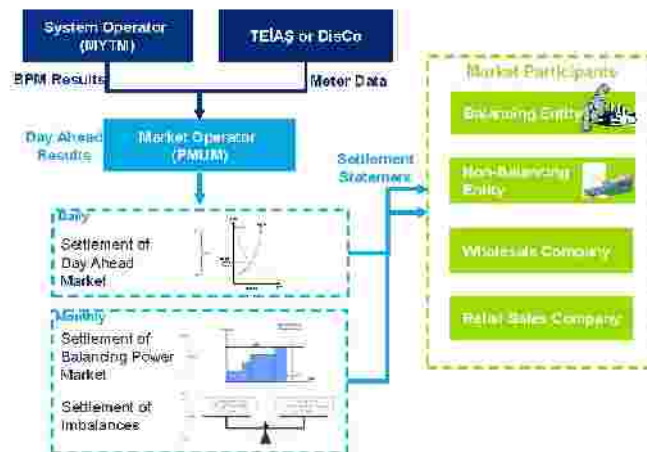 System Operator
(MYTM)
TEİAŞ or DisCo
BPM Results
Meter Data
Day Ahead
Results
Market Operator
(PMUM)
Settlement
Statement
Market Participants
Balancing Entity
Non-Balancing
Entity
Wholesale Company
Retail Sales Company
Daily
Settlement of
Day Ahead
Market
Monthly
Settlement of
Balancing Power
Market
Settlement of
Imbalances